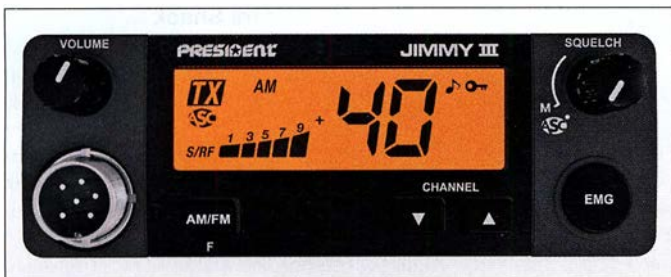 VOLUME
PRESIDENT
JIMMY III
SQUELCH
TX
AM
40
ASC
1 3 5 7 9 +
S/RF
M
ASC
CHANNEL
AM/FM
▼ ▲
EMG
F